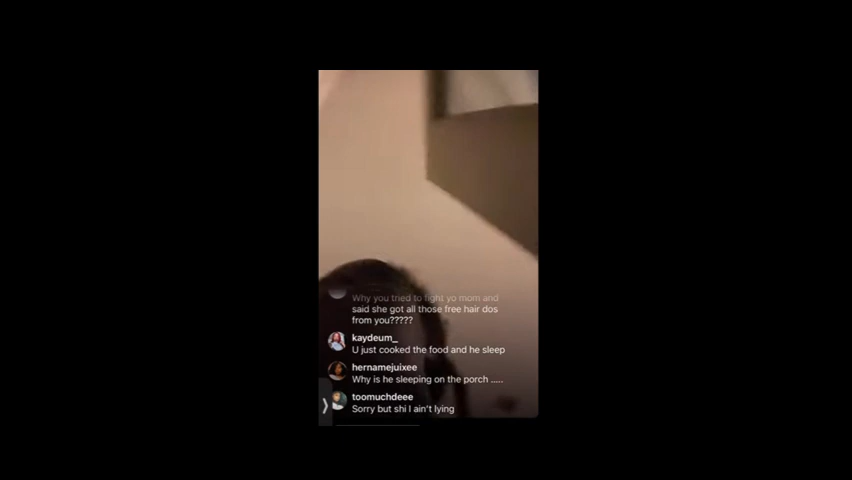 Why you tried to fight yo mom and
said she got all those free hair dos
from you?????
kaydeum_
U just cooked the food and he sleep
hernamejuixee
Why is he sleeping on the porch .....
toomuchdeee
Sorry but shi I ain't lying